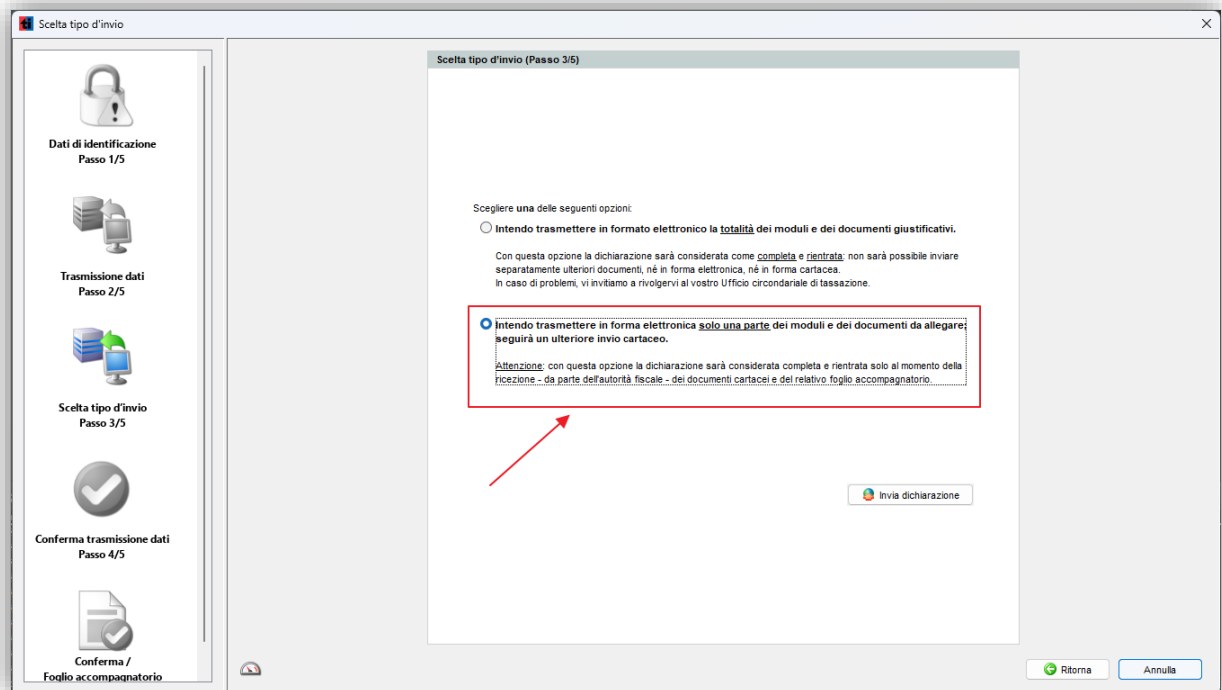 ti Scelta tipo d'invio
Dati di identificazione
Passo 1/5
Trasmissione dati
Passo 2/5
Scelta tipo d'invio
Passo 3/5
Conferma trasmissione dati
Passo 4/5
Conferma /
Foglio accompagnatorio
Scelta tipo d'invio (Passo 3/5)
Scegliere una delle seguenti opzioni:
Intendo trasmettere in formato elettronico la totalità dei moduli e dei documenti giustificativi.
Con questa opzione la dichiarazione sarà considerata come completa e rientrata: non sarà possibile inviare
separatamente ulteriori documenti, né in forma elettronica, né in forma cartacea.
In caso di problemi, vi invitiamo a rivolgervi al vostro Ufficio circondariale di tassazione.
Intendo trasmettere in forma elettronica solo una parte dei moduli e dei documenti da allegare;
seguirà un ulteriore invio cartaceo.
Attenzione: con questa opzione la dichiarazione sarà considerata completa e rientrata solo al momento della
ricezione - da parte dell'autorità fiscale - dei documenti cartacei e del relativo foglio accompagnatorio.
Invia dichiarazione
Ritorna
Annulla